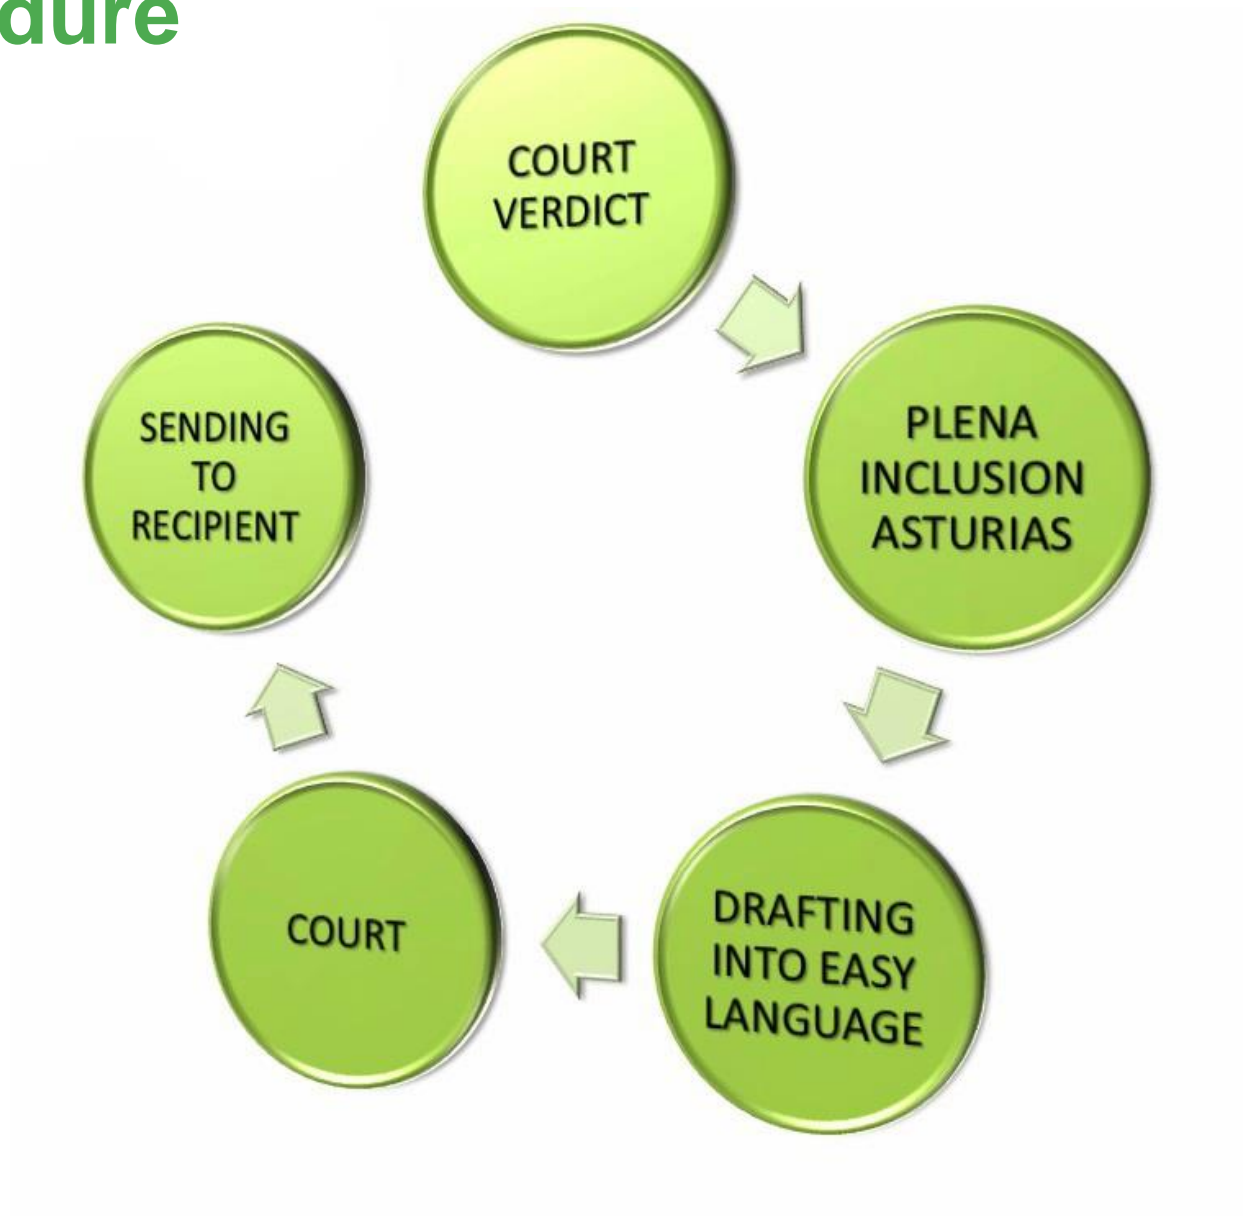 dure
COURT
VERDICT
PLENA
INCLUSION
ASTURIAS
DRAFTING
INTO EASY
LANGUAGE
COURT
SENDING
TO
RECIPIENT